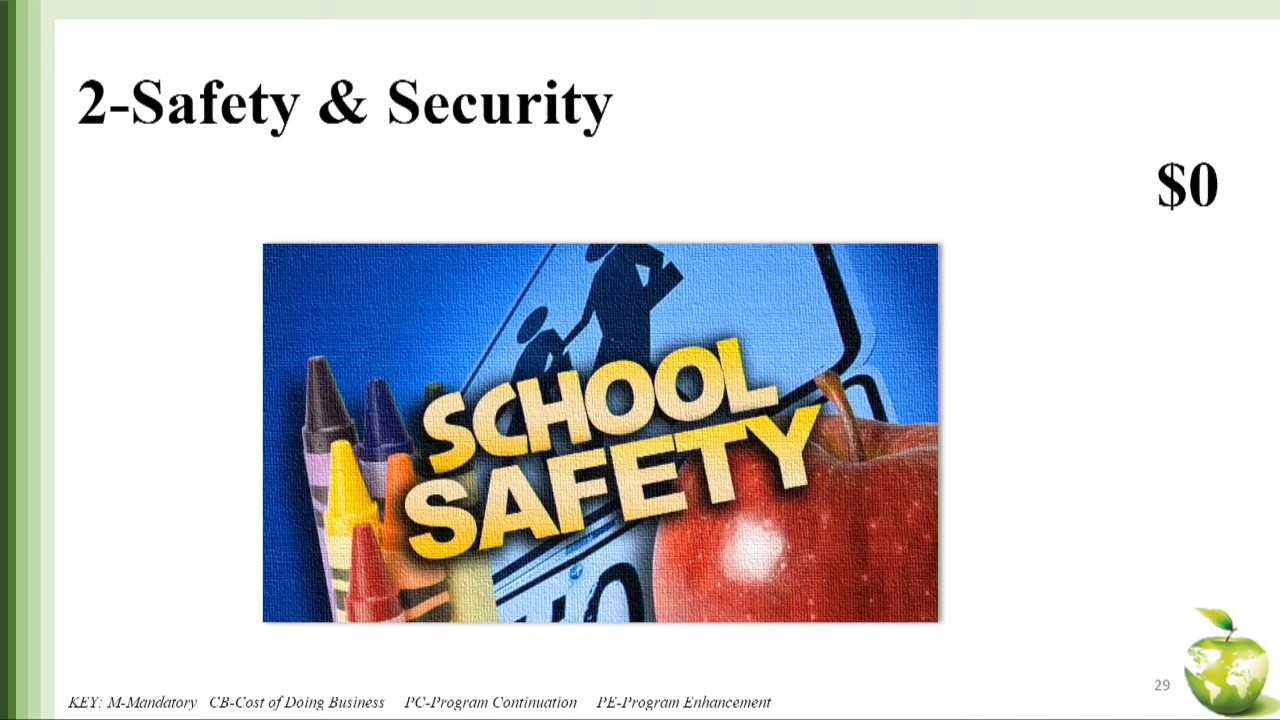 2-Safety & Security
$0
SCHOOL
SAFETY
29
KEY: M-Mandatory CB-Cost of Doing Business PC-Program Continuation PE-Program Enhancement